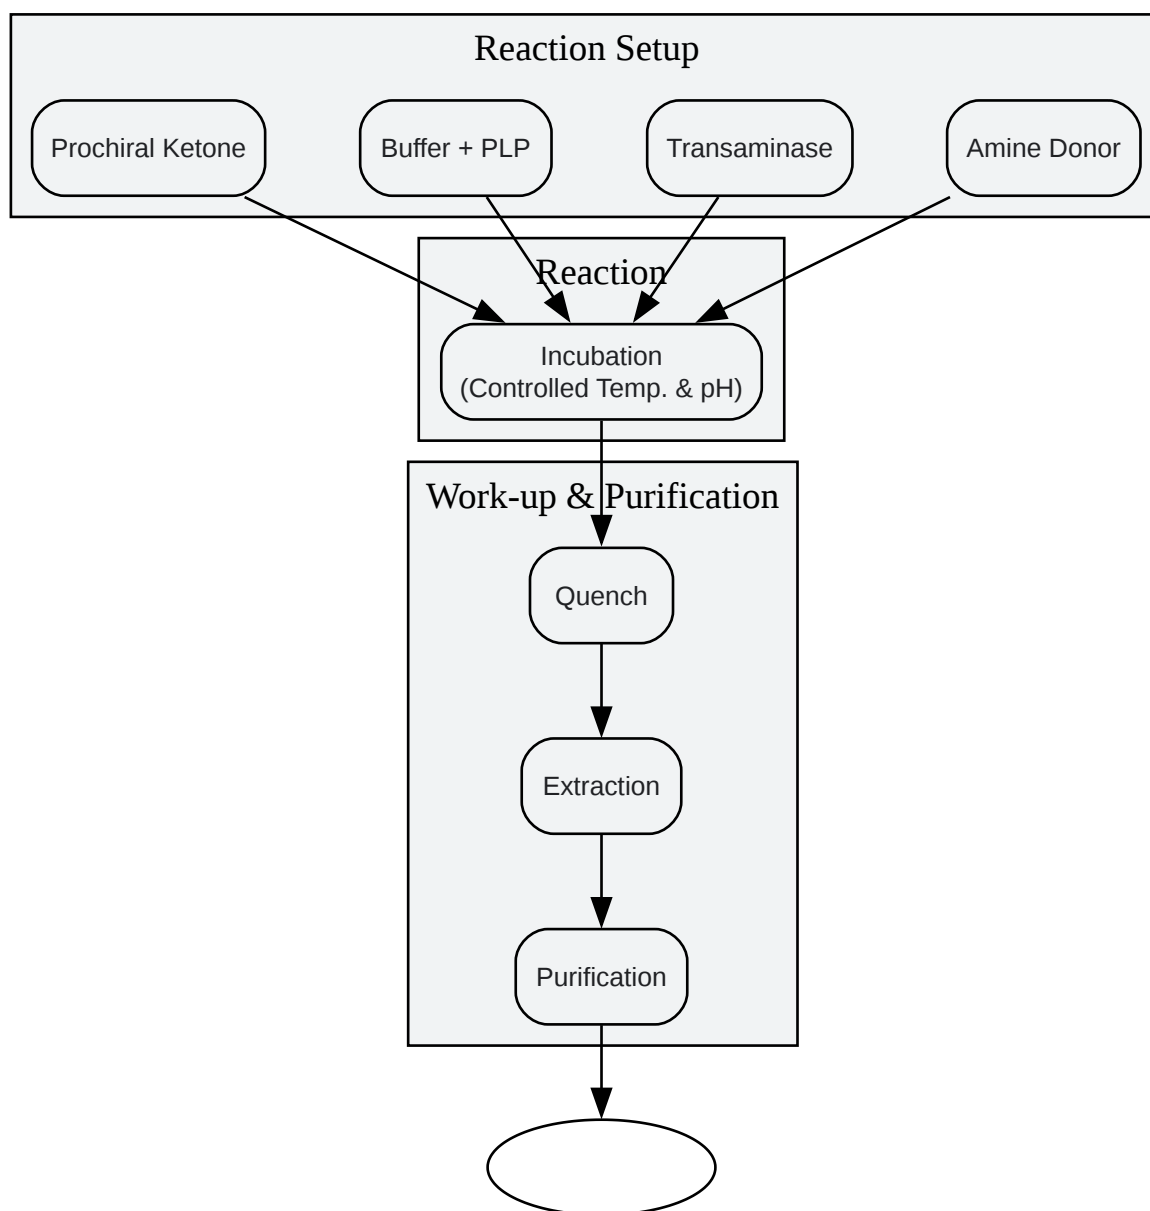 Reaction Setup
Prochiral Ketone
Buffer + PLP
Transaminase
Amine Donor
Reaction
Incubation
(Controlled Temp. & pH)
Work-up & Purification
Quench
Extraction
Purification